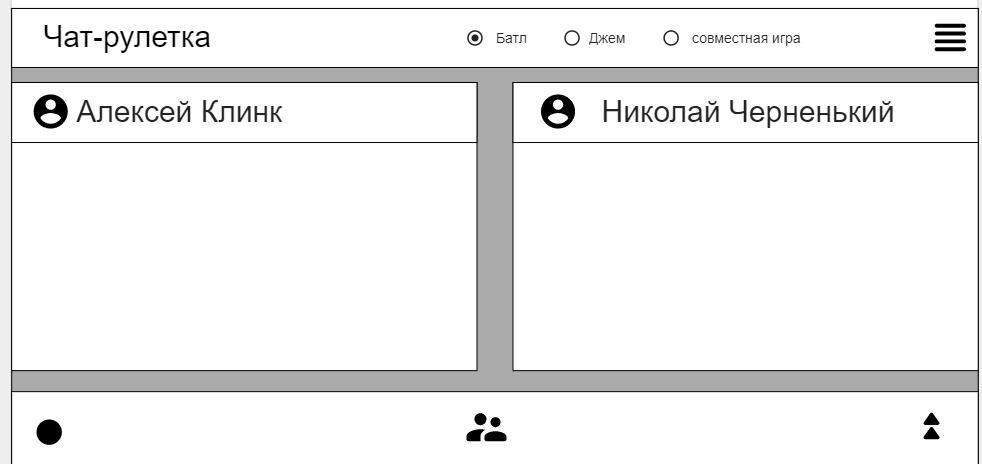 Чат-рулетка
Батл
Джем
совместная игра
Алексей Клинк
Николай Черненький